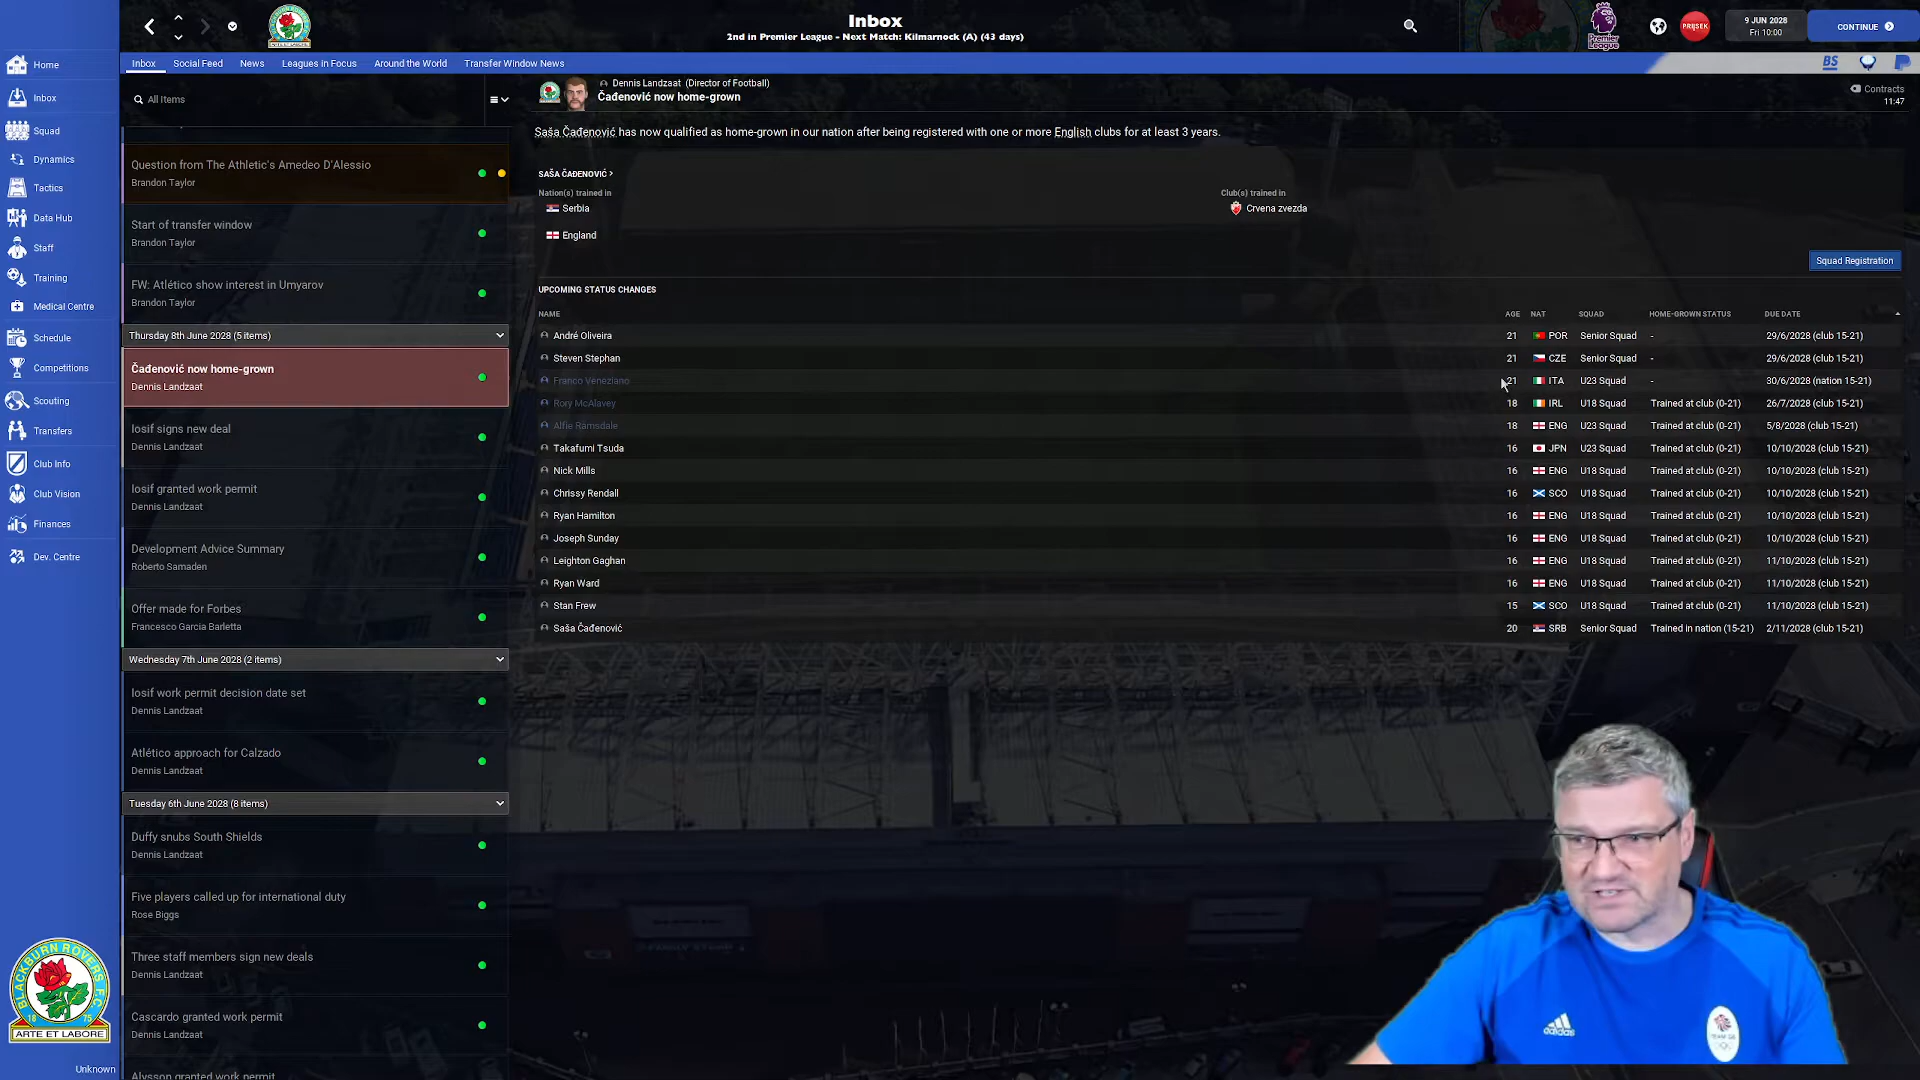 Inbox
2nd in Premier League - Next Match: Kilmarnock (A) (43 days)
9 JUN 2028
Fri 10:00
CONTINUE
Premier League
Inbox
Social Feed
News
Leagues in Focus
Around the World
Transfer Window News
BS
Home
Inbox
Squad
Dynamics
Tactics
Data Hub
Staff
Training
Medical Centre
Schedule
Competitions
Scouting
Transfers
Club Info
Club Vision
Finances
Dev. Centre
BLACKBURN ROVERS F.C.
18 75
ARTE ET LABORE
Unknown
All Items
Question from The Athletic's Amedeo D'Alessio
Brandon Taylor
Start of transfer window
Brandon Taylor
FW: Atlético show interest in Umyarov
Brandon Taylor
Thursday 8th June 2028 (5 items)
Čađenović now home-grown
Dennis Landzaat
Iosif signs new deal
Dennis Landzaat
Iosif granted work permit
Dennis Landzaat
Development Advice Summary
Roberto Samaden
Offer made for Forbes
Francesco Garcia Barletta
Wednesday 7th June 2028 (2 items)
Iosif work permit decision date set
Dennis Landzaat
Atlético approach for Calzado
Dennis Landzaat
Tuesday 6th June 2028 (8 items)
Duffy snubs South Shields
Dennis Landzaat
Five players called up for international duty
Rose Biggs
Three staff members sign new deals
Dennis Landzaat
Cascardo granted work permit
Dennis Landzaat
Alysson granted work permit
Dennis Landzaat (Director of Football)
Čađenović now home-grown
Contracts
11:47
Saša Čađenović has now qualified as home-grown in our nation after being registered with one or more English clubs for at least 3 years.
SAŠA ČAĐENOVIĆ >
Nation(s) trained in
Club(s) trained in
Serbia
Crvena zvezda
England
Squad Registration
UPCOMING STATUS CHANGES
NAME AGE NAT SQUAD HOME-GROWN STATUS DUE DATE
André Oliveira 21 POR Senior Squad - 29/6/2028 (club 15-21)
Steven Stephan 21 CZE Senior Squad - 29/6/2028 (club 15-21)
Franco Veneziano 21 ITA U23 Squad - 30/6/2028 (nation 15-21)
Rory McAlavey 18 IRL U18 Squad Trained at club (0-21) 26/7/2028 (club 15-21)
Alfie Ramsdale 18 ENG U23 Squad Trained at club (0-21) 5/8/2028 (club 15-21)
Takafumi Tsuda 16 JPN U23 Squad Trained at club (0-21) 10/10/2028 (club 15-21)
Nick Mills 16 ENG U18 Squad Trained at club (0-21) 10/10/2028 (club 15-21)
Chrissy Rendall 16 SCO U18 Squad Trained at club (0-21) 10/10/2028 (club 15-21)
Ryan Hamilton 16 ENG U18 Squad Trained at club (0-21) 10/10/2028 (club 15-21)
Joseph Sunday 16 ENG U18 Squad Trained at club (0-21) 10/10/2028 (club 15-21)
Leighton Gaghan 16 ENG U18 Squad Trained at club (0-21) 11/10/2028 (club 15-21)
Ryan Ward 16 ENG U18 Squad Trained at club (0-21) 11/10/2028 (club 15-21)
Stan Frew 15 SCO U18 Squad Trained at club (0-21) 11/10/2028 (club 15-21)
Saša Čađenović 20 SRB Senior Squad Trained in nation (15-21) 2/11/2028 (club 15-21)
adidas
TEAM GB